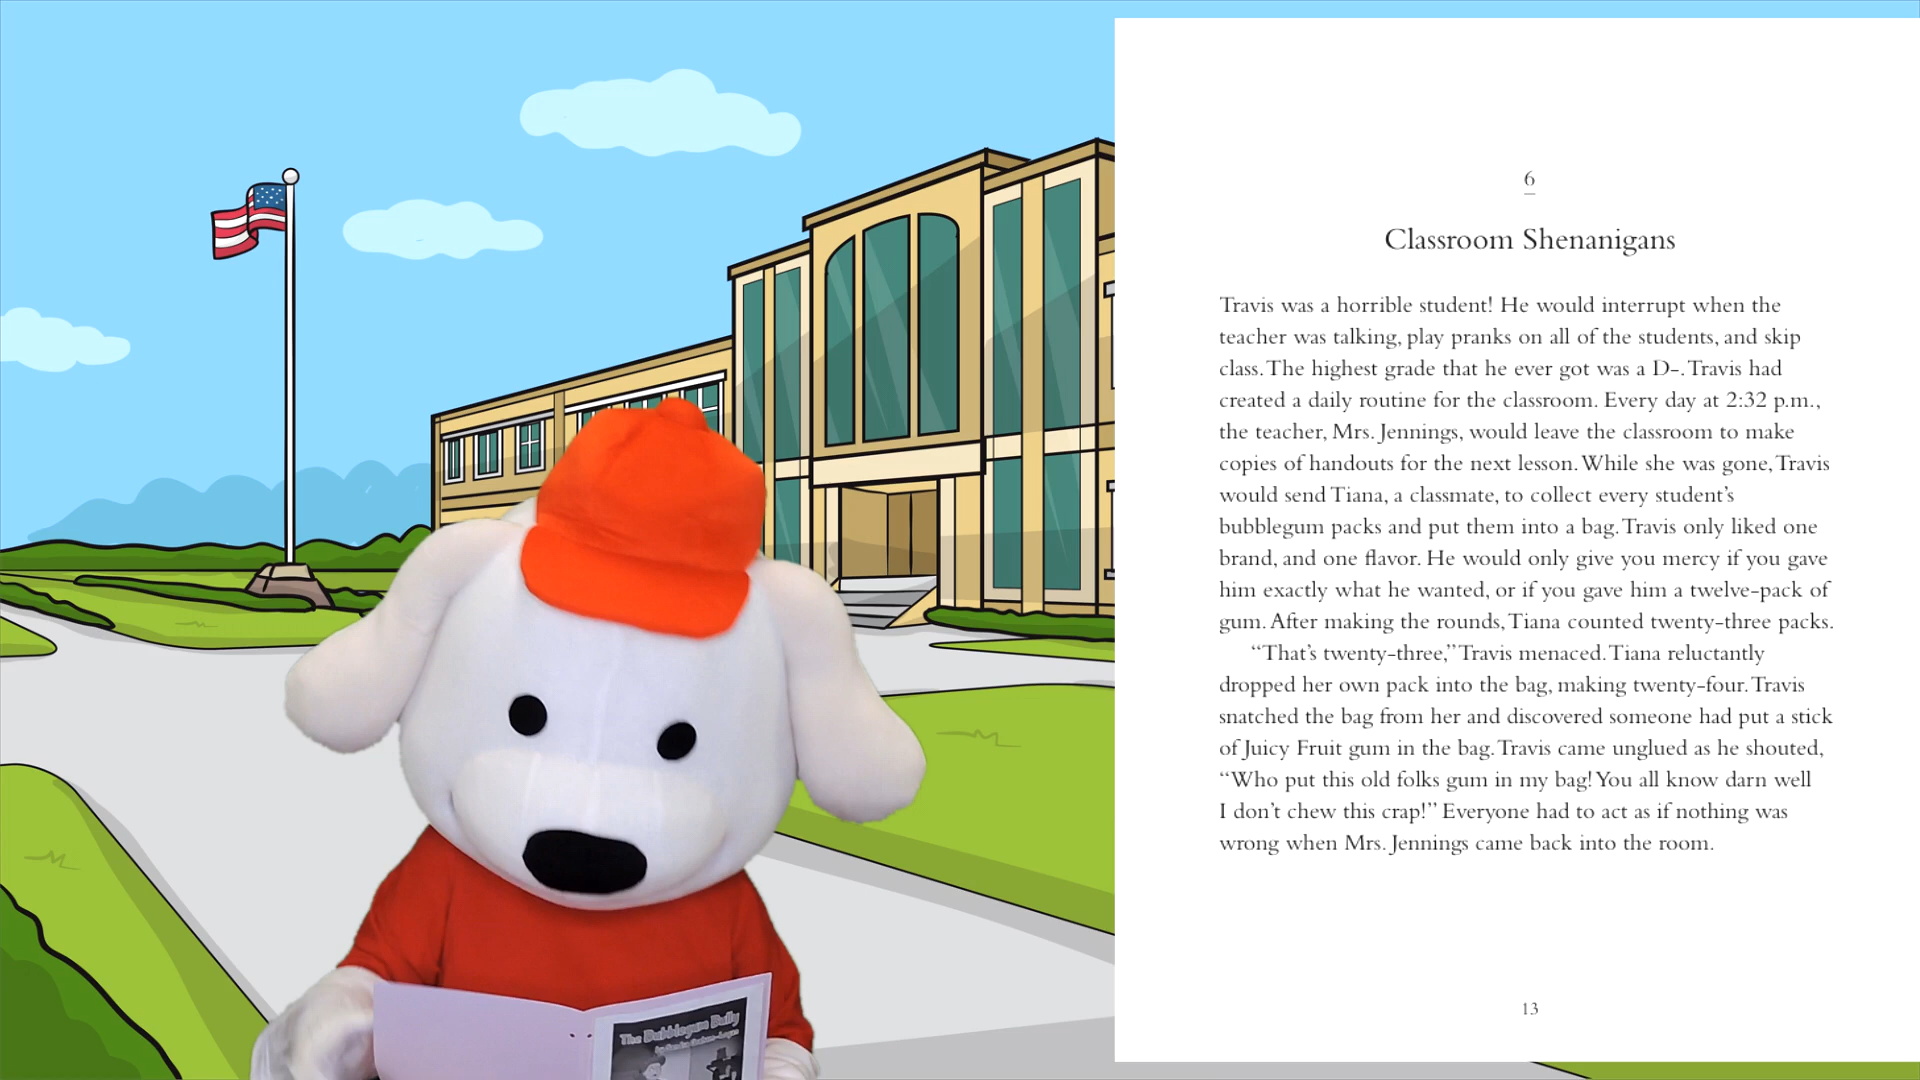 6
Classroom Shenanigans
Travis was a horrible student! He would interrupt when the
teacher was talking, play pranks on all of the students, and skip
class. The highest grade that he ever got was a D-. Travis had
created a daily routine for the classroom. Every day at 2:32 p.m.,
the teacher, Mrs. Jennings, would leave the classroom to make
copies of handouts for the next lesson. While she was gone, Travis
would send Tiana, a classmate, to collect every student’s
bubblegum packs and put them into a bag. Travis only liked one
brand, and one flavor. He would only give you mercy if you gave
him exactly what he wanted, or if you gave him a twelve-pack of
gum. After making the rounds, Tiana counted twenty-three packs.
“That’s twenty-three,” Travis menaced. Tiana reluctantly
dropped her own pack into the bag, making twenty-four. Travis
snatched the bag from her and discovered someone had put a stick
of Juicy Fruit gum in the bag. Travis came unglued as he shouted,
“Who put this old folks gum in my bag! You all know darn well
I don’t chew this crap!” Everyone had to act as if nothing was
wrong when Mrs. Jennings came back into the room.
13
The Bubblegum Bully